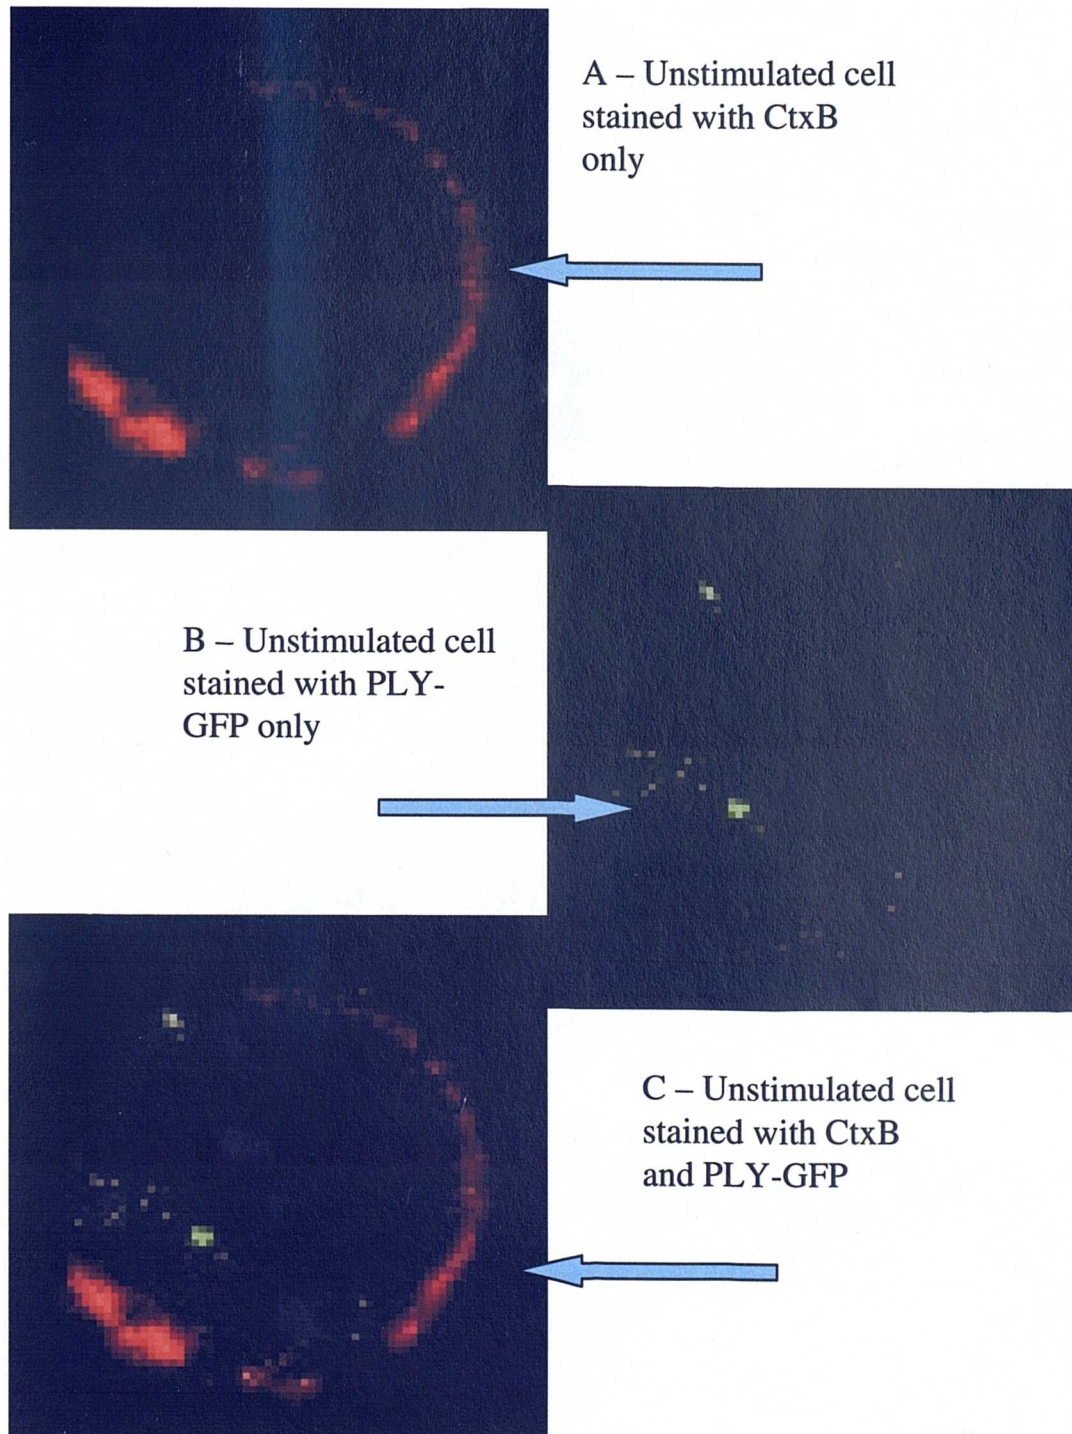 A – Unstimulated cell
stained with CtxB
only
B – Unstimulated cell
stained with PLY-
GFP only
C – Unstimulated cell
stained with CtxB
and PLY-GFP